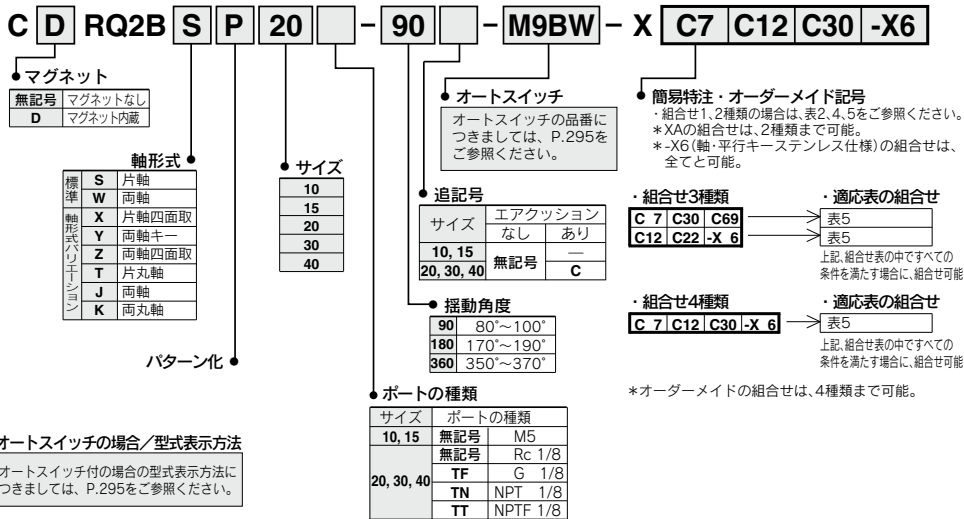 C D RQ2B S P 20 - 90 - M9BW - X C7 C12 C30 -X6
マグネット
無記号 マグネットなし
D マグネット内蔵
軸形式
標準 S 片軸
W 両軸
軸形式バリエーション X 片軸四面取
Y 両軸キー
Z 両軸四面取
T 片丸軸
J 両軸
K 両丸軸
パターン化
サイズ
10
15
20
30
40
オートスイッチ
オートスイッチの品番に
つきましては、P.295を
ご参照ください。
追記号
サイズ エアクッション
なし あり
10, 15 無記号 —
20, 30, 40 C
揺動角度
90 80°~100°
180 170°~190°
360 350°~370°
ポートの種類
サイズ ポートの種類
10, 15 無記号 M5
20, 30, 40 無記号 Rc 1/8
TF G 1/8
TN NPT 1/8
TT NPTF 1/8
簡易特注・オーダーメイド記号
・組合せ1、2種類の場合は、表2、4、5をご参照ください。
＊XAの組合せは、2種類まで可能。
＊-X6(軸・平行キーステンレス仕様)の組合せは、
全てと可能。
・組合せ3種類 ・適応表の組合せ
C 7 C30 C69 表5
C12 C22 -X 6 表5
上記、組合せ表の中ですべての
条件を満たす場合に、組合せ可能
・組合せ4種類 ・適応表の組合せ
C 7 C12 C30 -X 6 表5
上記、組合せ表の中ですべての
条件を満たす場合に、組合せ可能
＊オーダーメイドの組合せは、4種類まで可能。
オートスイッチの場合／型式表示方法
オートスイッチ付の場合の型式表示方法に
つきましては、P.295をご参照ください。